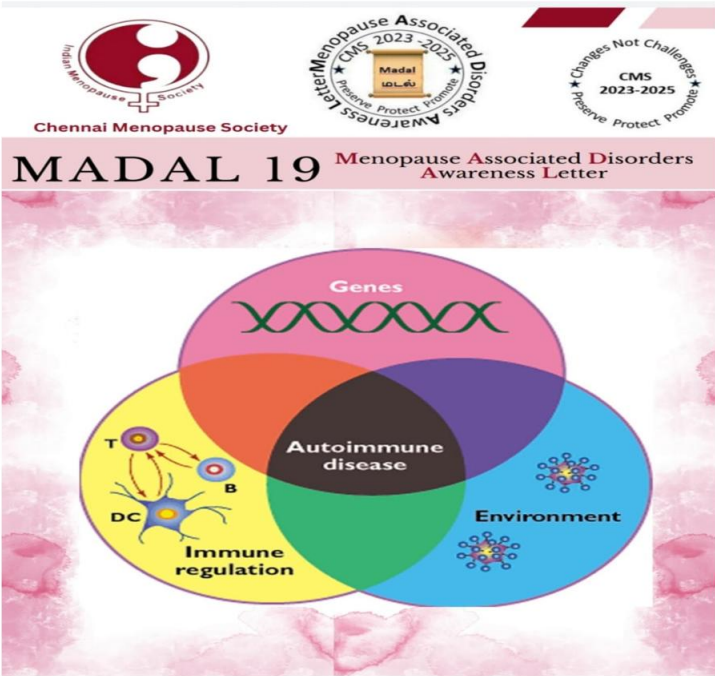 Indian Menopause Society
Chennai Menopause Society
Menopause Associated Disorders Awareness Letter
CMS 2023 - 2025
Madal
மடல்
Preserve Protect Promote
Changes Not Challenges
CMS
2023-2025
Preserve Protect Promote
MADAL 19
Menopause Associated Disorders
Awareness Letter
Genes
Autoimmune
disease
T
B
DC
Immune
regulation
Environment